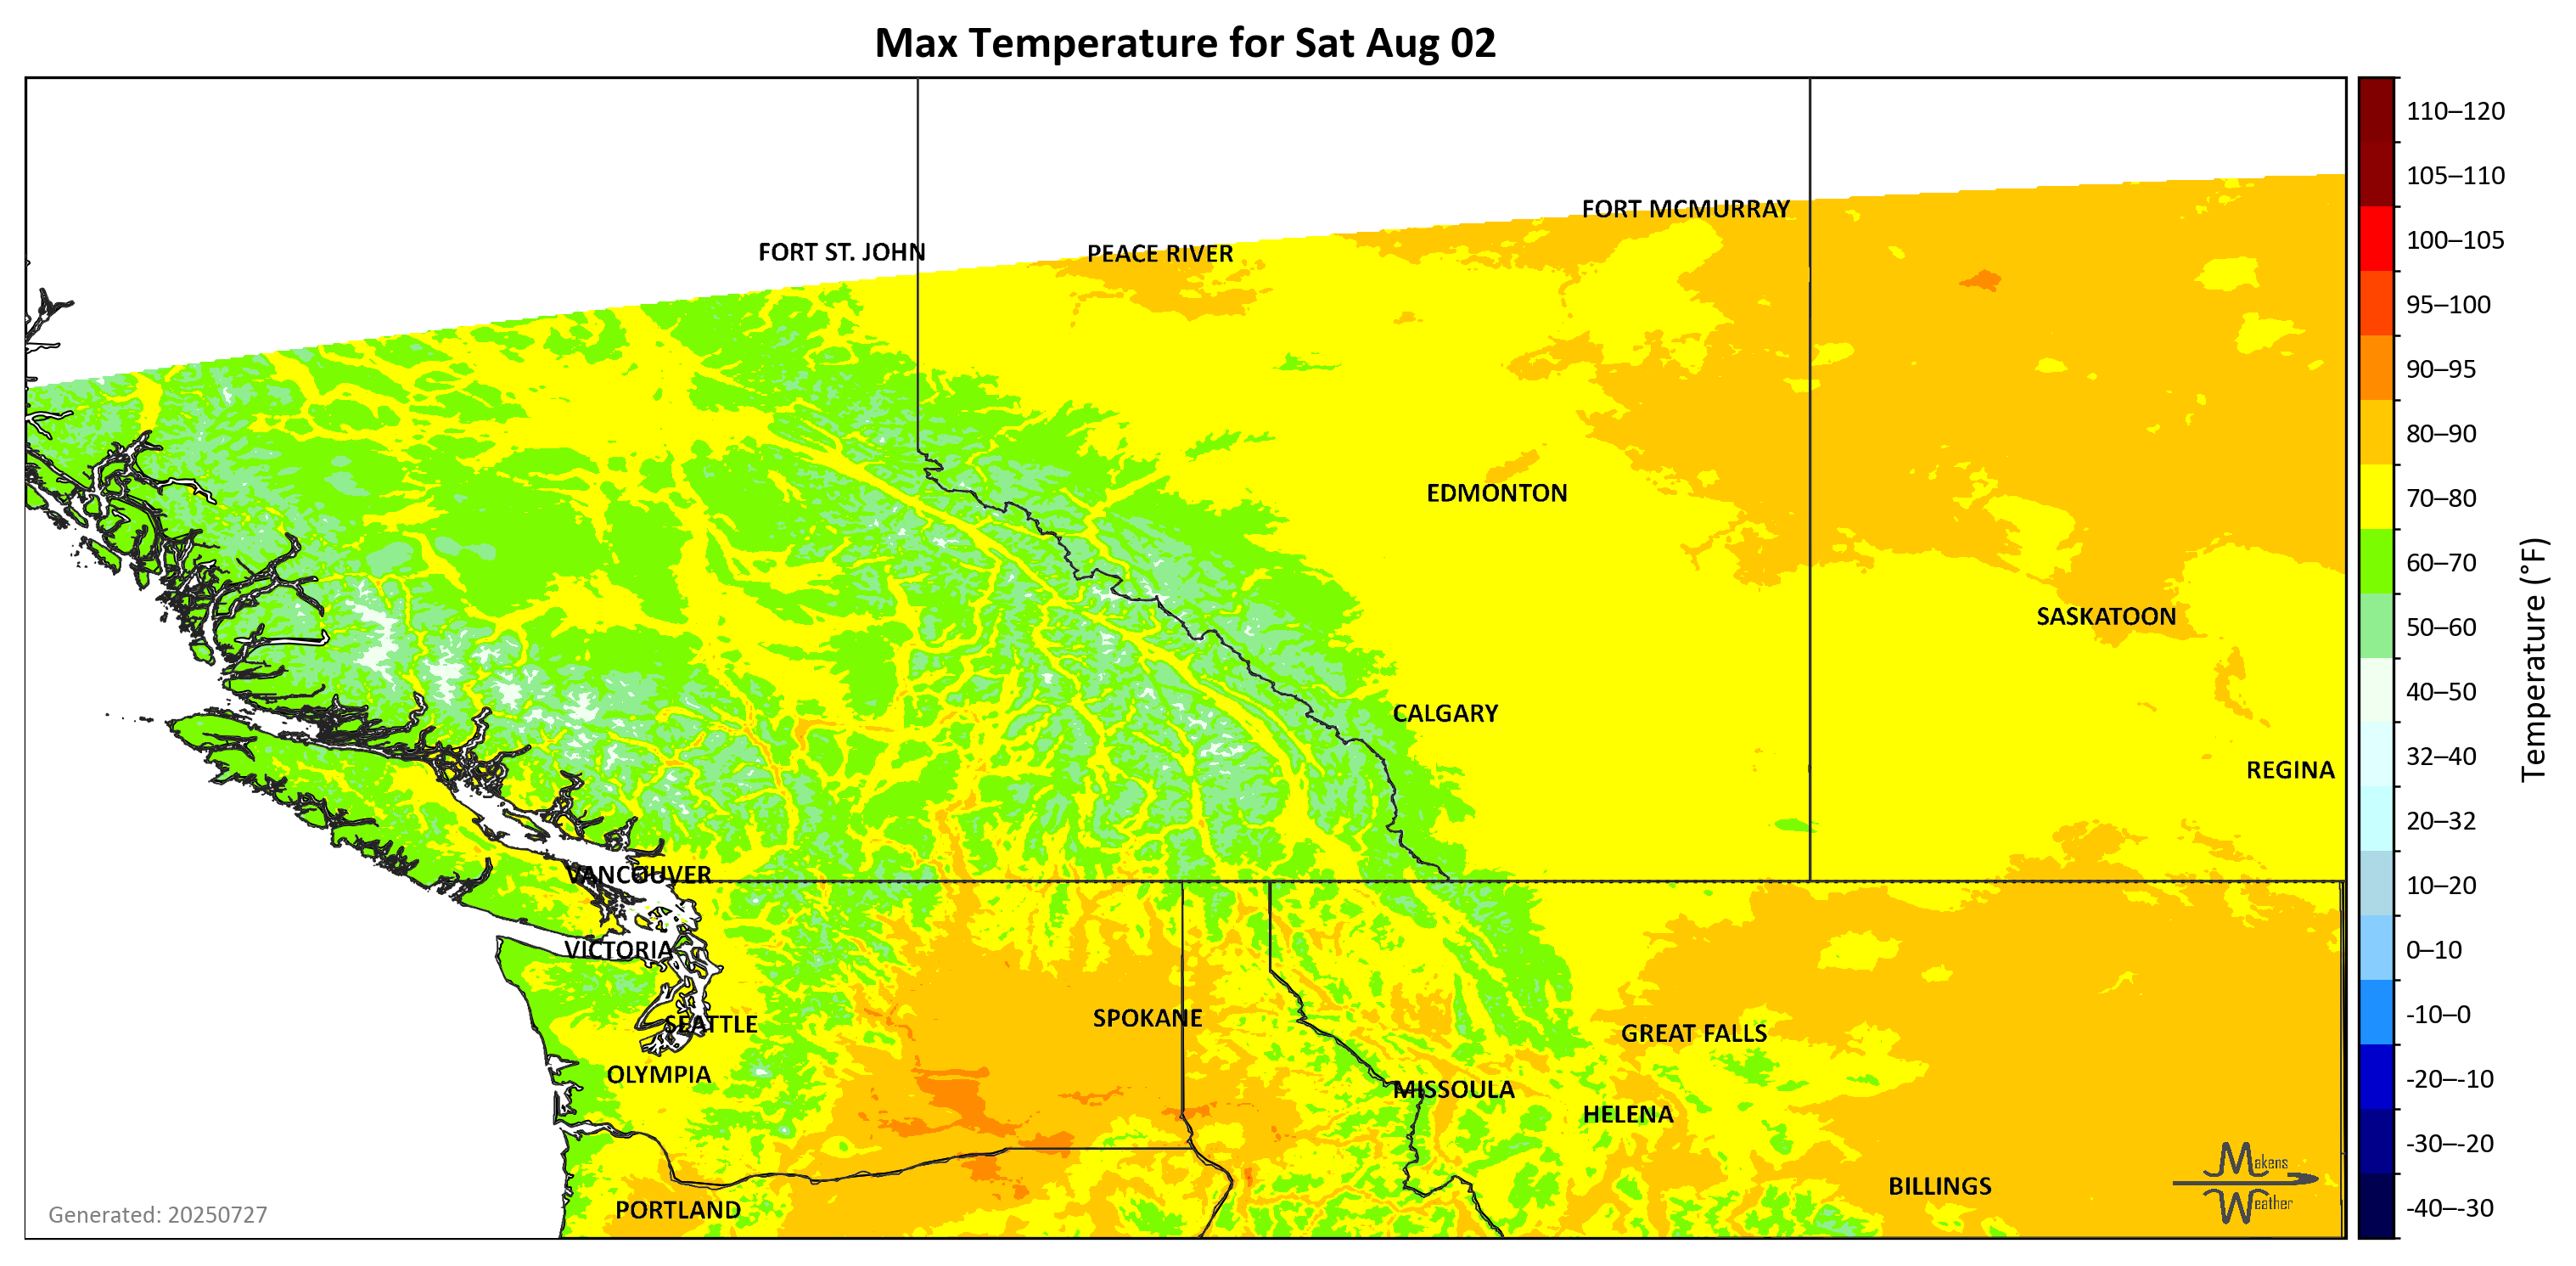 Max Temperature for Sat Aug 02
110–120
105–110
100–105
95–100
90–95
80–90
70–80
60–70
50–60
40–50
32–40
20–32
10–20
0–10
-10–0
-20–-10
-30–-20
-40–-30
Temperature (°F)
FORT MCMURRAY
FORT ST. JOHN
PEACE RIVER
EDMONTON
SASKATOON
CALGARY
REGINA
VANCOUVER
VICTORIA
SEATTLE
SPOKANE
GREAT FALLS
OLYMPIA
MISSOULA
HELENA
BILLINGS
PORTLAND
Makens
Weather
Generated: 20250727